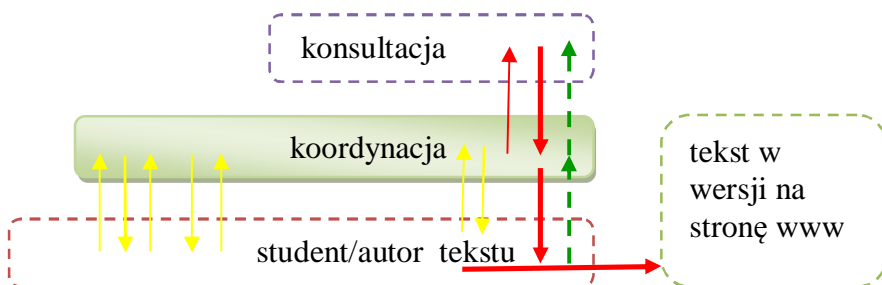 konsultacja
koordynacja
student/autor tekstu
tekst w
wersji na
stronę www